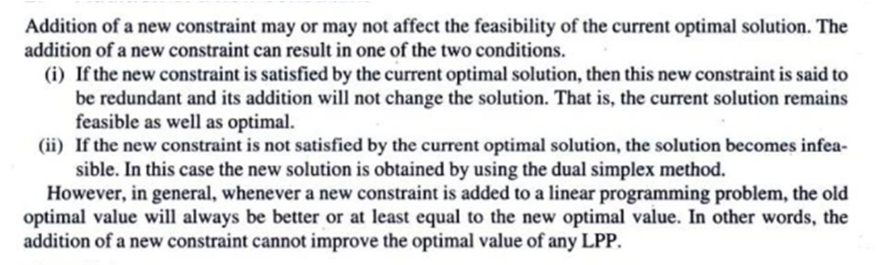 Addition of a new constraint may or may not affect the feasibility of the current optimal solution. The
addition of a new constraint can result in one of the two conditions.
(i) If the new constraint is satisfied by the current optimal solution, then this new constraint is said to
be redundant and its addition will not change the solution. That is, the current solution remains
feasible as well as optimal.
(ii) If the new constraint is not satisfied by the current optimal solution, the solution becomes infea-
sible. In this case the new solution is obtained by using the dual simplex method.
However, in general, whenever a new constraint is added to a linear programming problem, the old
optimal value will always be better or at least equal to the new optimal value. In other words, the
addition of a new constraint cannot improve the optimal value of any LPP.